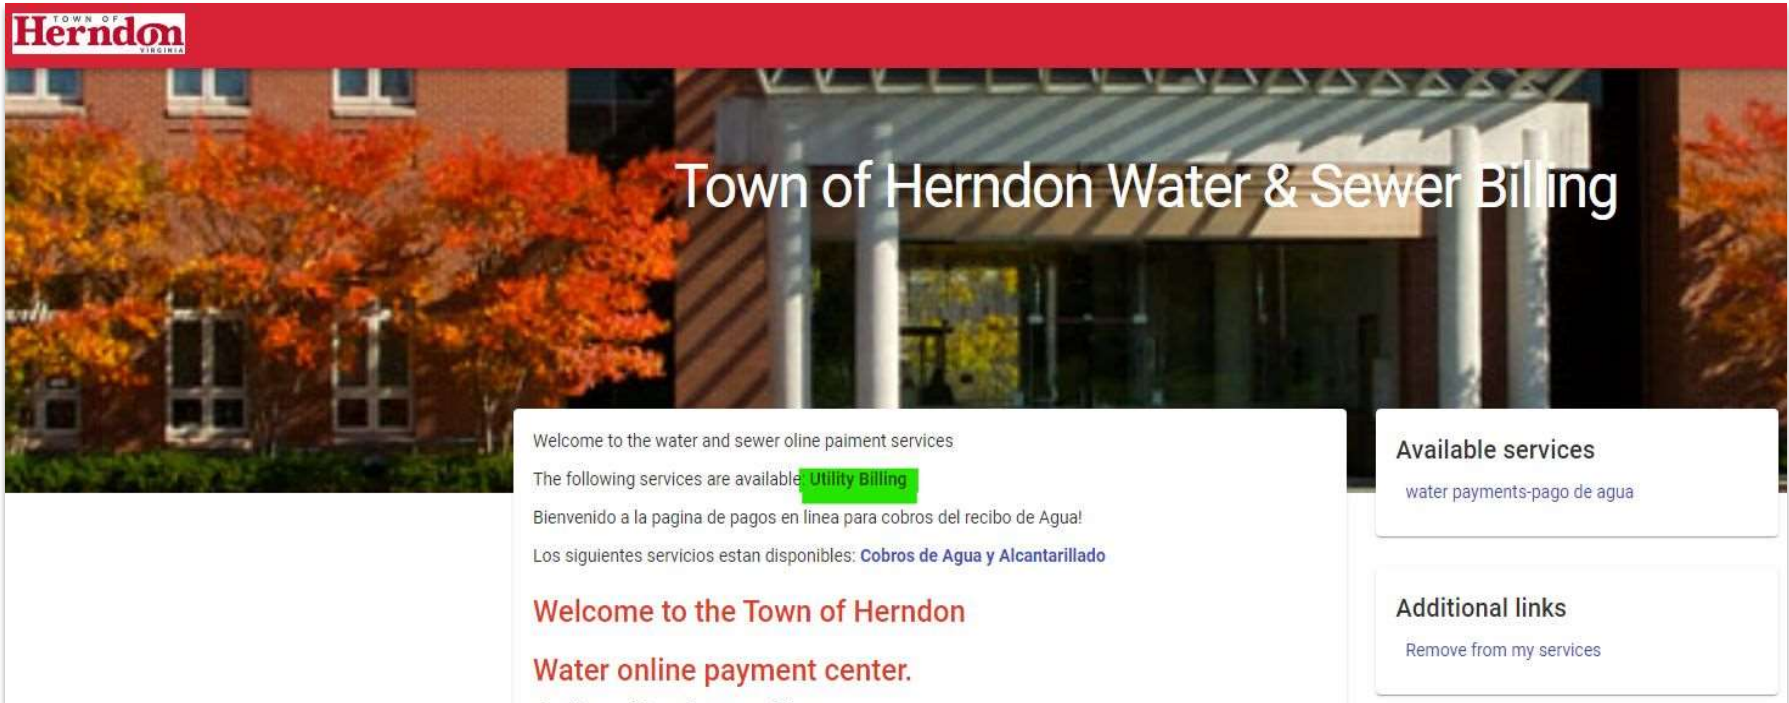 TOWN OF
Herndon
VIRGINIA
Town of Herndon Water & Sewer Billing
Welcome to the water and sewer oline paiment services
The following services are available: Utility Billing
Bienvenido a la pagina de pagos en linea para cobros del recibo de Agua!
Los siguientes servicios estan disponibles: Cobros de Agua y Alcantarillado
Welcome to the Town of Herndon
Water online payment center.
Available services
water payments-pago de agua
Additional links
Remove from my services